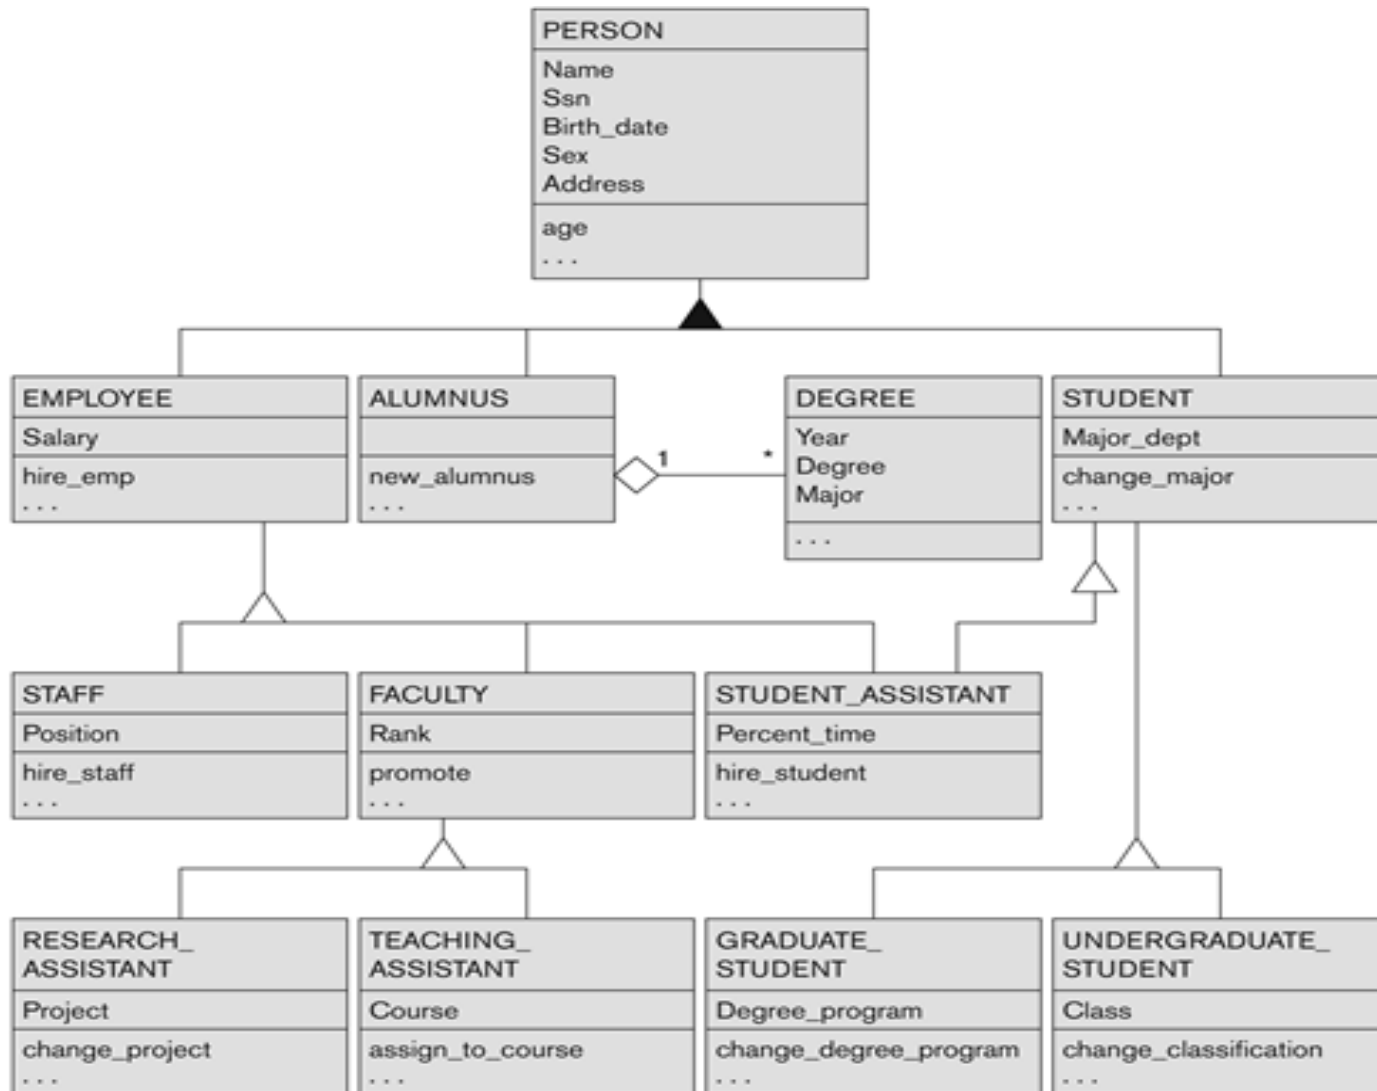 PERSON
Name
Ssn
Birth_date
Sex
Address
age
. . .
EMPLOYEE
Salary
hire_emp
. . .
ALUMNUS
new_alumnus
. . .
1
*
DEGREE
Year
Degree
Major
. . .
STUDENT
Major_dept
change_major
. . .
STAFF
Position
hire_staff
. . .
FACULTY
Rank
promote
. . .
STUDENT_ASSISTANT
Percent_time
hire_student
. . .
RESEARCH_
ASSISTANT
Project
change_project
. . .
TEACHING_
ASSISTANT
Course
assign_to_course
. . .
GRADUATE_
STUDENT
Degree_program
change_degree_program
. . .
UNDERGRADUATE_
STUDENT
Class
change_classification
. . .